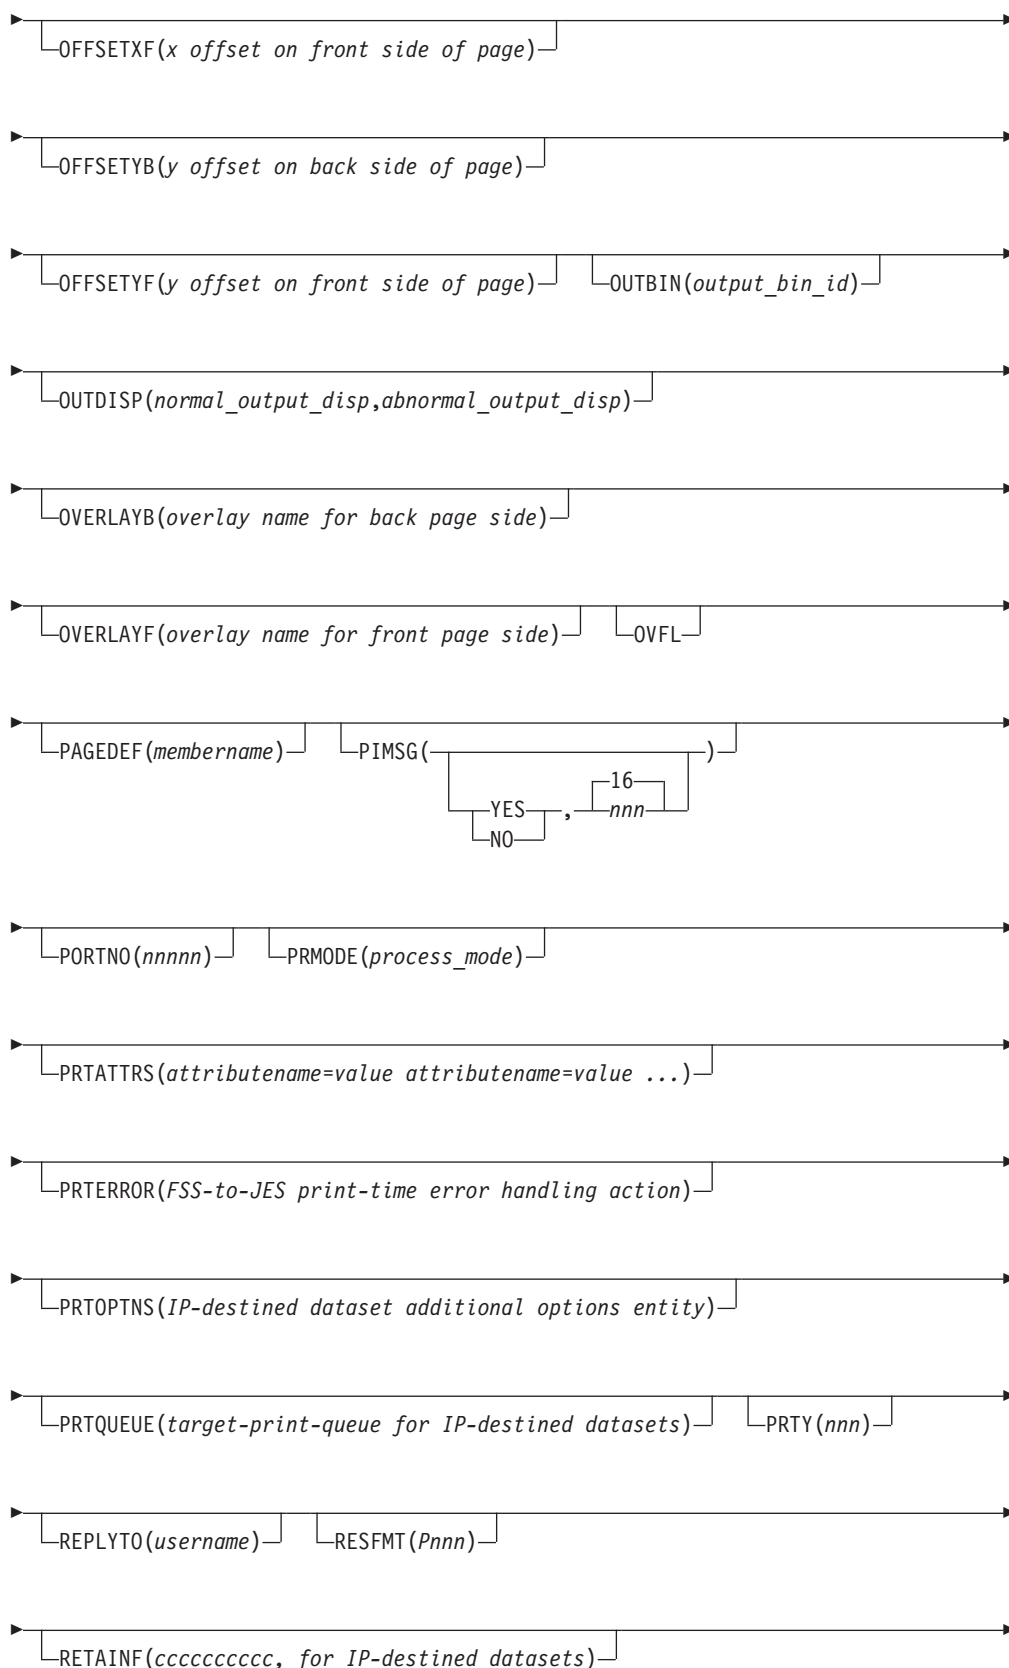 OFFSETXF(x offset on front side of page)
OFFSETYB(y offset on back side of page)
OFFSETYF(y offset on front side of page) OUTBIN(output_bin_id)
OUTDISP(normal_output_disp,abnormal_output_disp)
OVERLAYB(overlay name for back page side)
OVERLAYF(overlay name for front page side) OVFL
PAGEDEF(membername) PIMSG( )
16
YES , nnn
NO
PORTNO(nnnnn) PRMODE(process_mode)
PRTATTRS(attributename=value attributename=value ...)
PRTERROR(FSS-to-JES print-time error handling action)
PRTOPTNS(IP-destined dataset additional options entity)
PRTQUEUE(target-print-queue for IP-destined datasets) PRTY(nnn)
REPLYTO(username) RESFMT(Pnnn)
RETAINF(cccccccccc, for IP-destined datasets)